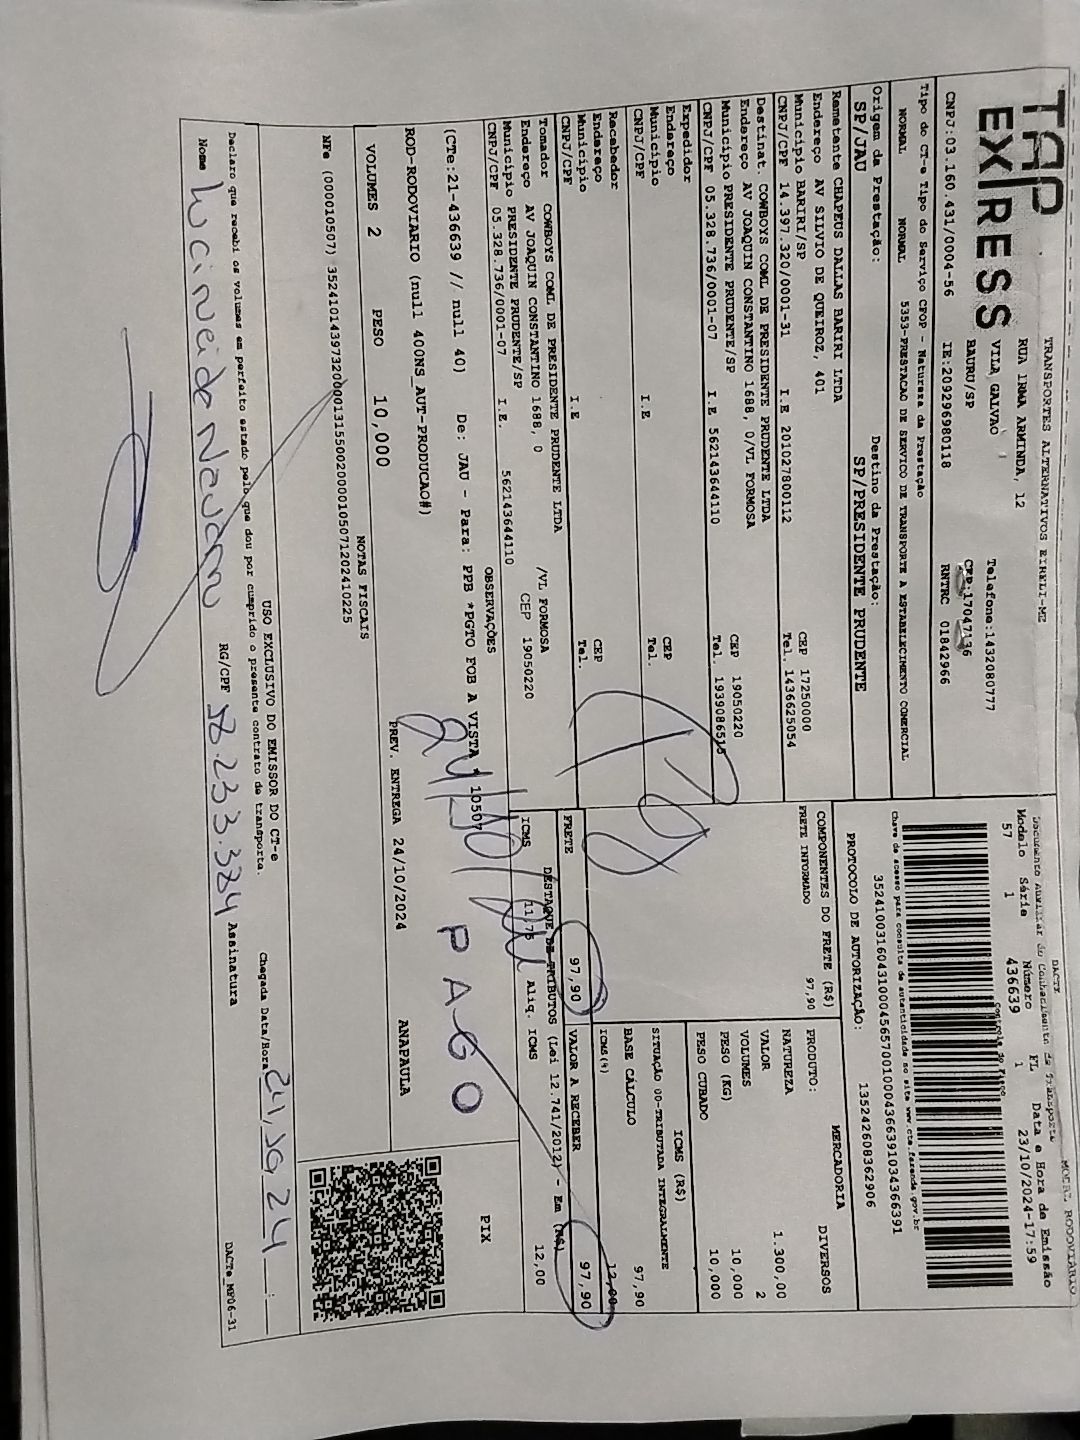 TAP
EXPRESS
TRANSPORTES ALTERNATIVOS EIRELI-ME
RUA IRMA ARMINDA, 12
VILA GALVAO
BAURU/SP
Telefone:1432080777
CEP:17047136
CNPJ:03.160.431/0004-56 IE:209296980118 RNTRC 01842966
DACTE MODAL RODOVIÁRIO
Documento Auxiliar do Conhecimento de Transporte
Modelo Série Número FL Data e Hora de Emissão
57 1 436639 1 23/10/2024-17:59
Controle do Fisco
Chave de acesso para consulta de autenticidade no site www.cte.fazenda.gov.br
35241003160431000456570010004366391034366391
PROTOCOLO DE AUTORIZAÇÃO: 135242608362906
Tipo do CT-e Tipo do Serviço CFOP - Natureza da Prestação
NORMAL NORMAL 5353-PRESTACAO DE SERVICO DE TRANSPORTE A ESTABELECIMENTO COMERCIAL
Origem da Prestação: Destino da Prestação:
SP/JAU SP/PRESIDENTE PRUDENTE
Remetente CHAPEUS DALLAS BARIRI LTDA
Endereço AV SILVIO DE QUEIROZ, 401
Município BARIRI/SP CEP 17250000
CNPJ/CPF 14.397.320/0001-31 I.E 201027800112 Tel. 1436625054
Destinat. COWBOYS COML DE PRESIDENTE PRUDENTE LTDA
Endereço AV JOAQUIN CONSTANTINO 1688, 0/VL FORMOSA
Município PRESIDENTE PRUDENTE/SP CEP 19050220
CNPJ/CPF 05.328.736/0001-07 I.E 562143644110 Tel. 1939086515
Expedidor
Endereço
Município CEP
CNPJ/CPF I.E Tel.
Recebedor
Endereço
Município CEP
CNPJ/CPF I.E Tel.
Tomador COWBOYS COML DE PRESIDENTE PRUDENTE LTDA
Endereço AV JOAQUIN CONSTANTINO 1688, 0 /VL FORMOSA
Município PRESIDENTE PRUDENTE/SP CEP 19050220
CNPJ/CPF 05.328.736/0001-07 I.E. 562143644110
COMPONENTES DO FRETE (R$)
FRETE INFORMADO 97,90
MERCADORIA
PRODUTO: DIVERSOS
NATUREZA
VALOR 1.300,00
VOLUMES 2
PESO (KG) 10,000
PESO CUBADO 10,000
ICMS (R$)
SITUAÇÃO 00-TRIBUTADA INTEGRALMENTE
BASE CÁLCULO 97,90
ICMS(%) 12,00
FRETE 97,90 VALOR A RECEBER 97,90
DESTAQUE DE TRIBUTOS (Lei 12.741/2012) - Em (R$)
ICMS 11,75 Aliq. ICMS 12,00
OBSERVAÇÕES
(CTe:21-436639 // null 40) De: JAU - Para: PPB *PGTO FOB A VISTA * 10507
ROD-RODOVIARIO (null 400NS_AUT-PRODUCAO#)
24/10/24
PAGO
PIX
VOLUMES 2 PESO 10,000 PREV. ENTREGA 24/10/2024 ANAPAULA
NOTAS FISCAIS
NFe (00010507) 35241014397320000131550020000105071202410225
USO EXCLUSIVO DO EMISSOR DO CT-e
Declaro que recebi os volumes em perfeito estado pelo que dou por cumprido o presente contrato de transporte. Chegada Data/Hora 24, 10 24 :
Nome Lucineide Navarro RG/CPF 58.233.384 Assinatura
DACTe_MP06-31